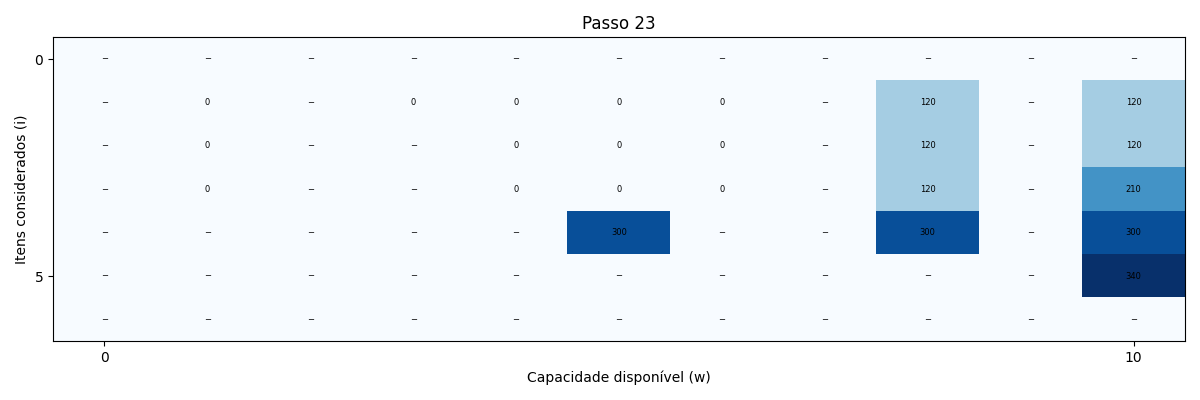 Passo 23
Itens considerados (i)
0 – – – – – – – – – – –
– 0 – 0 0 0 0 – 120 – 120
– 0 – – 0 0 0 – 120 – 120
– 0 – – 0 0 0 – 120 – 210
– – – – – 300 – – 300 – 300
5 – – – – – – – – – – 340
– – – – – – – – – – –
0 10
Capacidade disponível (w)